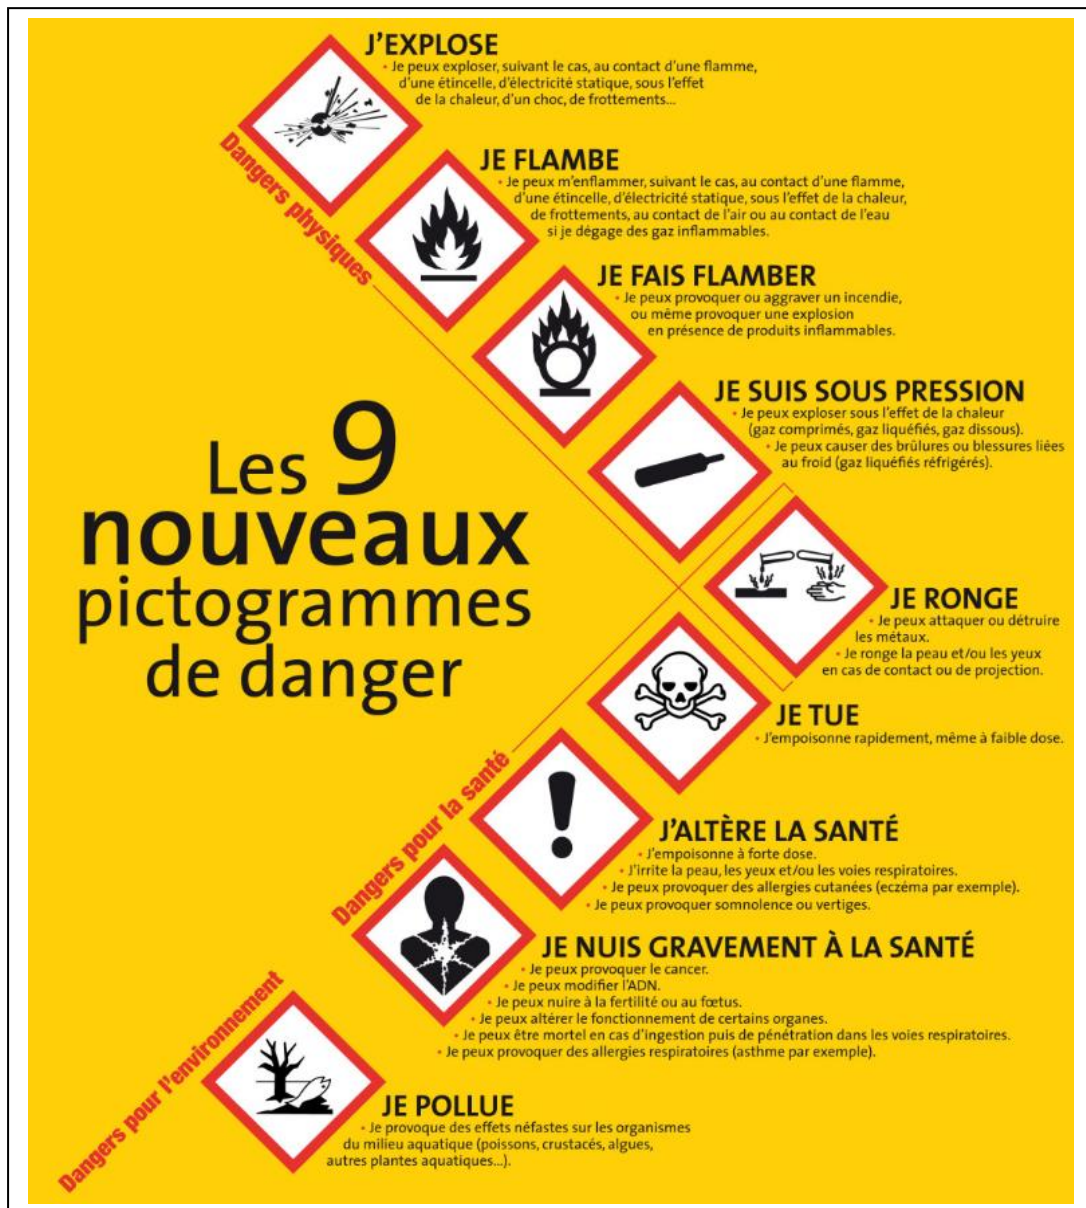 J'EXPLOSE
• Je peux exploser, suivant le cas, au contact d'une flamme,
d'une étincelle, d'électricité statique, sous l'effet
de la chaleur, d'un choc, de frottements...
Dangers physiques
JE FLAMBE
• Je peux m'enflammer, suivant le cas, au contact d'une flamme,
d'une étincelle, d'électricité statique, sous l'effet de la chaleur,
de frottements, au contact de l'air ou au contact de l'eau
si je dégage des gaz inflammables.
JE FAIS FLAMBER
• Je peux provoquer ou aggraver un incendie,
ou même provoquer une explosion
en présence de produits inflammables.
JE SUIS SOUS PRESSION
• Je peux exploser sous l'effet de la chaleur
(gaz comprimés, gaz liquéfiés, gaz dissous).
• Je peux causer des brûlures ou blessures liées
au froid (gaz liquéfiés réfrigérés).
Les 9
nouveaux
pictogrammes
de danger
JE RONGE
• Je peux attaquer ou détruire
les métaux.
• Je ronge la peau et/ou les yeux
en cas de contact ou de projection.
JE TUE
• J'empoisonne rapidement, même à faible dose.
Dangers pour la santé
J'ALTÈRE LA SANTÉ
• J'empoisonne à forte dose.
• J'irrite la peau, les yeux et/ou les voies respiratoires.
• Je peux provoquer des allergies cutanées (eczéma par exemple).
• Je peux provoquer somnolence ou vertiges.
JE NUIS GRAVEMENT À LA SANTÉ
• Je peux provoquer le cancer.
• Je peux modifier l'ADN.
• Je peux nuire à la fertilité ou au fœtus.
• Je peux altérer le fonctionnement de certains organes.
• Je peux être mortel en cas d'ingestion puis de pénétration dans les voies respiratoires.
• Je peux provoquer des allergies respiratoires (asthme par exemple).
Dangers pour l'environnement
JE POLLUE
• Je provoque des effets néfastes sur les organismes
du milieu aquatique (poissons, crustacés, algues,
autres plantes aquatiques...).